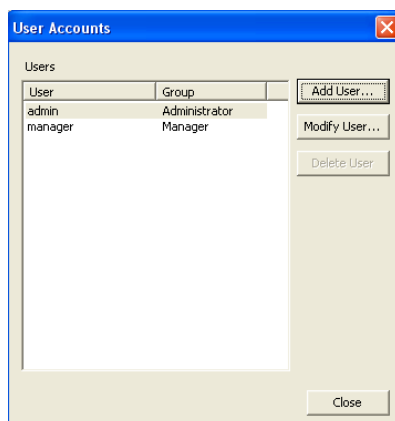 User Accounts
Users
User Group
Add User...
admin Administrator
manager Manager
Modify User...
Delete User
Close